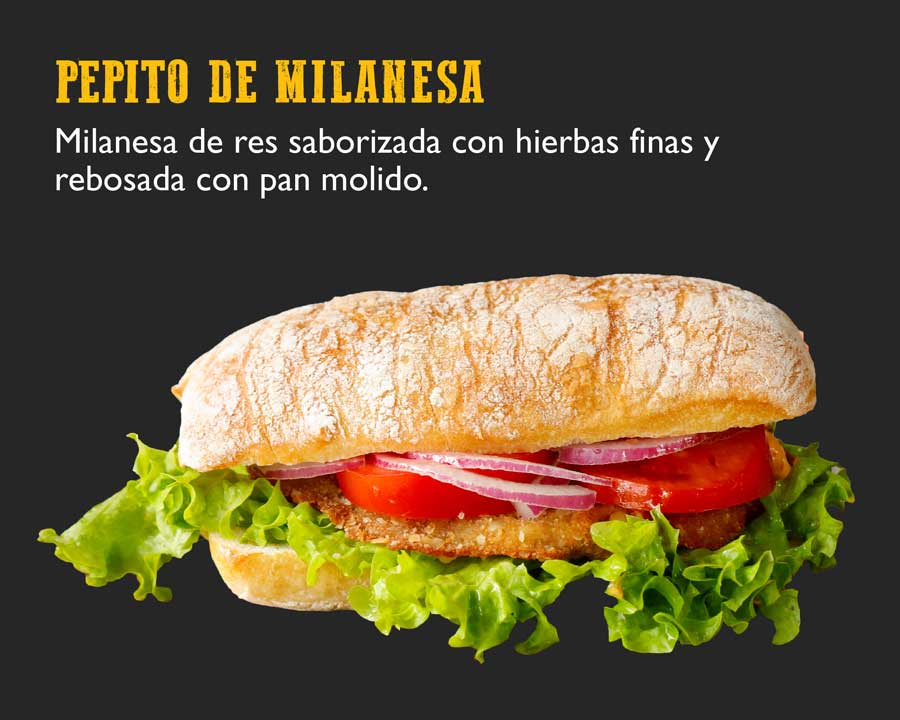 PEPITO DE MILANESA
Milanesa de res saborizada con hierbas finas y
rebosada con pan molido.